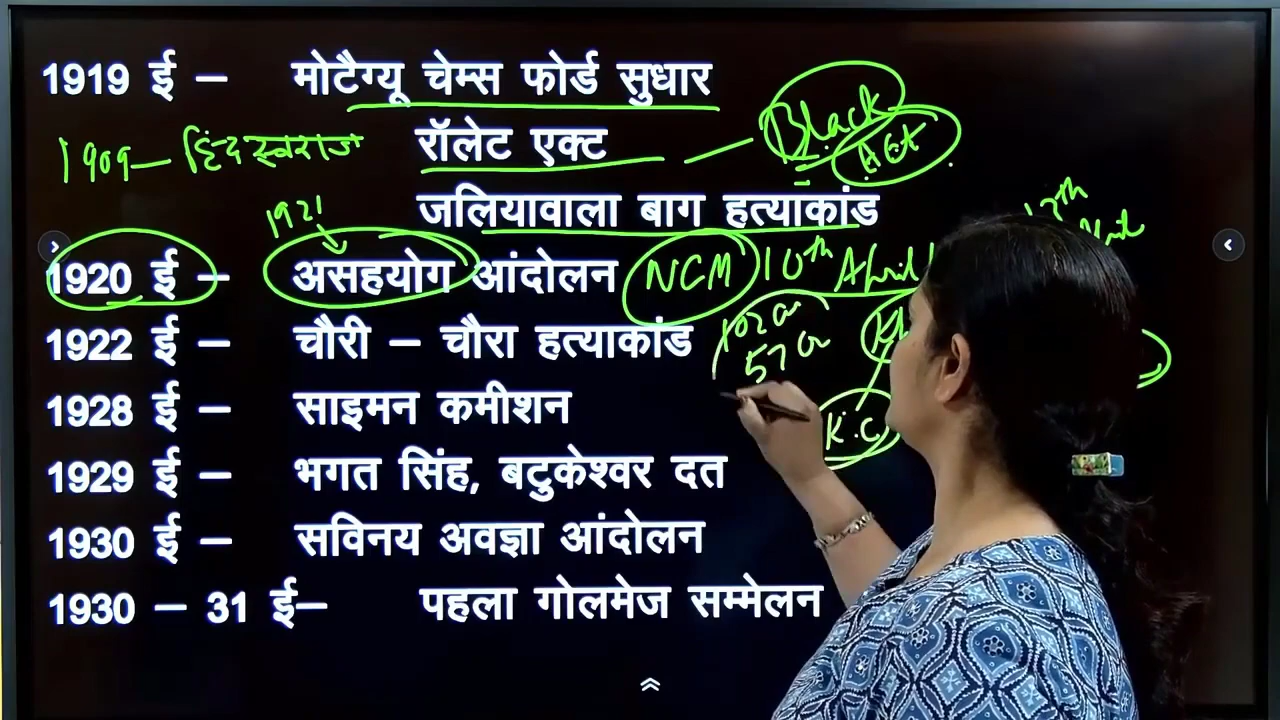 1919 ई – मोटैग्यू चेम्स फोर्ड सुधार
1909 – हिंद स्वराज रॉलेट एक्ट – Black Act
जलियावाला बाग हत्याकांड
1921
1920 ई – असहयोग आंदोलन NCM 10th April
1922 ई – चौरी – चौरा हत्याकांड
1928 ई – साइमन कमीशन K.C
1929 ई – भगत सिंह, बटुकेश्वर दत
1930 ई – सविनय अवज्ञा आंदोलन
1930 – 31 ई– पहला गोलमेज सम्मेलन